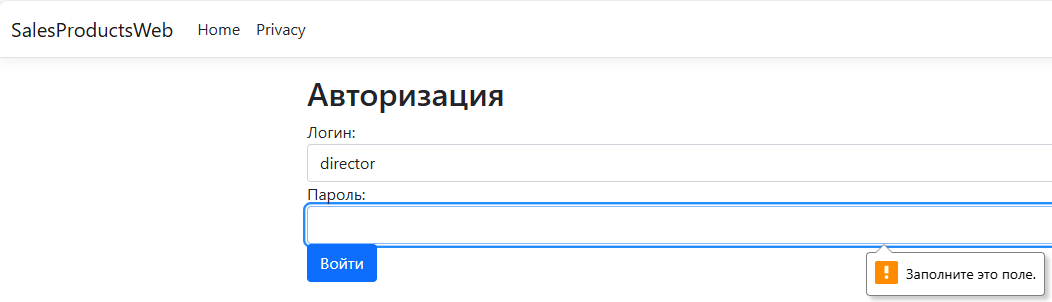 SalesProductsWeb Home Privacy
Авторизация
Логин:
director
Пароль:
Войти
Заполните это поле.